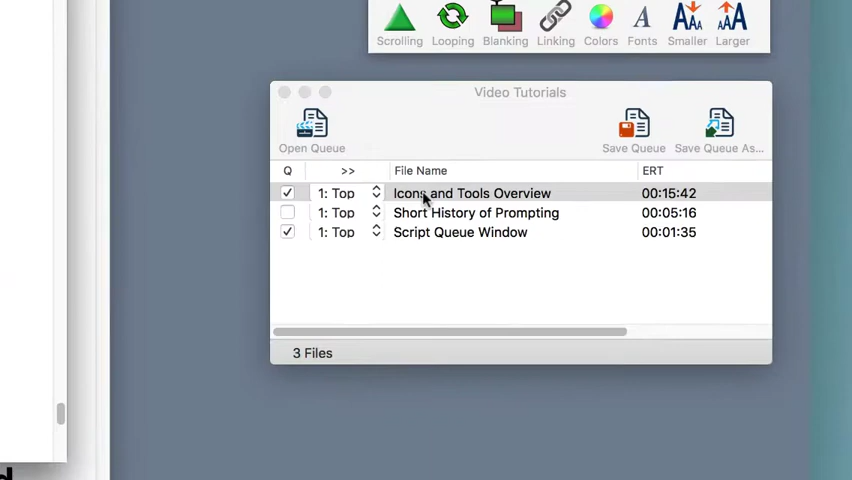 Scrolling Looping Blanking Linking Colors Fonts Smaller Larger
Video Tutorials
Open Queue Save Queue Save Queue As...
Q >> File Name ERT
1: Top Icons and Tools Overview 00:15:42
1: Top Short History of Prompting 00:05:16
1: Top Script Queue Window 00:01:35
3 Files
d